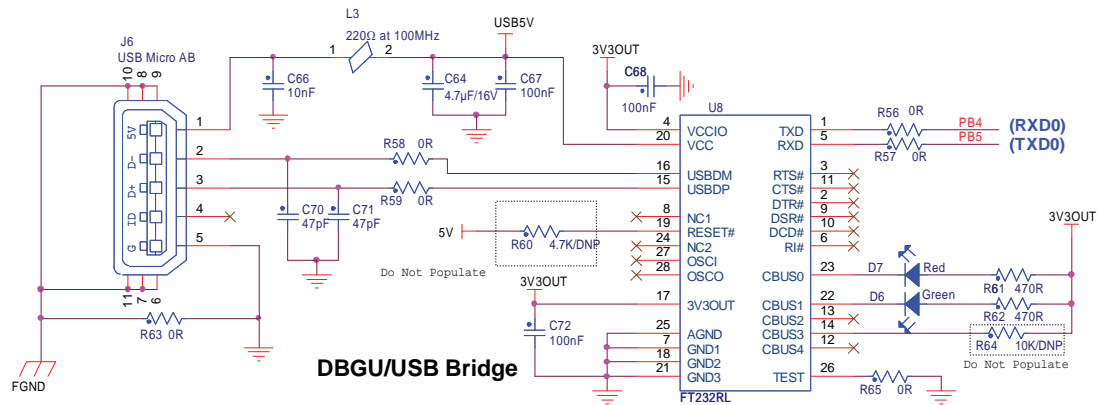 L3
220Ω at 100MHz
1 2
USB5V
J6
USB Micro AB
10 8 9
C66
10nF
C64
4.7µF/16V
C67
100nF
3V3OUT
C68
100nF
U8
1 5V
2 D-
3 D+
4 ID
5 G
11 7 6
R58 0R
R59 0R
C70
47pF
C71
47pF
R63 0R
FGND
5V
R60 4.7K/DNP
Do Not Populate
3V3OUT
C72
100nF
DBGU/USB Bridge
4 VCCIO
20 VCC
16 USBDM
15 USBDP
8 NC1
19 RESET#
24 NC2
27 OSCI
28 OSCO
17 3V3OUT
25 AGND
7 GND1
18 GND2
21 GND3
FT232RL
TXD 1
RXD 5
RTS# 3
CTS# 11
DTR# 2
DSR# 9
DCD# 10
RI# 6
CBUS0 23
CBUS1 22
CBUS2 13
CBUS3 14
CBUS4 12
TEST 26
R56 0R
PB4 (RXD0)
R57 0R
PB5 (TXD0)
3V3OUT
D7 Red
R61 470R
D6 Green
R62 470R
R64 10K/DNP
Do Not Populate
R65 0R